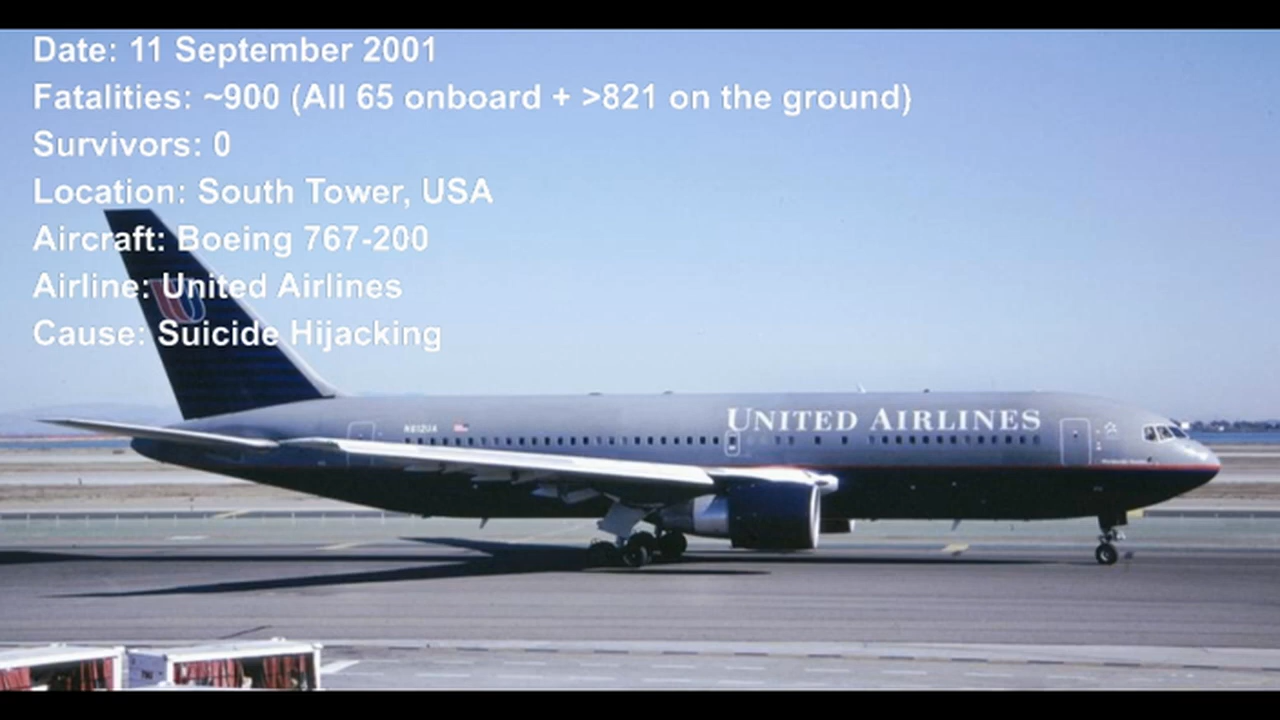 Date: 11 September 2001
Fatalities: ~900 (All 65 onboard + >821 on the ground)
Survivors: 0
Location: South Tower, USA
Aircraft: Boeing 767-200
Airline: United Airlines
Cause: Suicide Hijacking
UNITED AIRLINES
N612UA